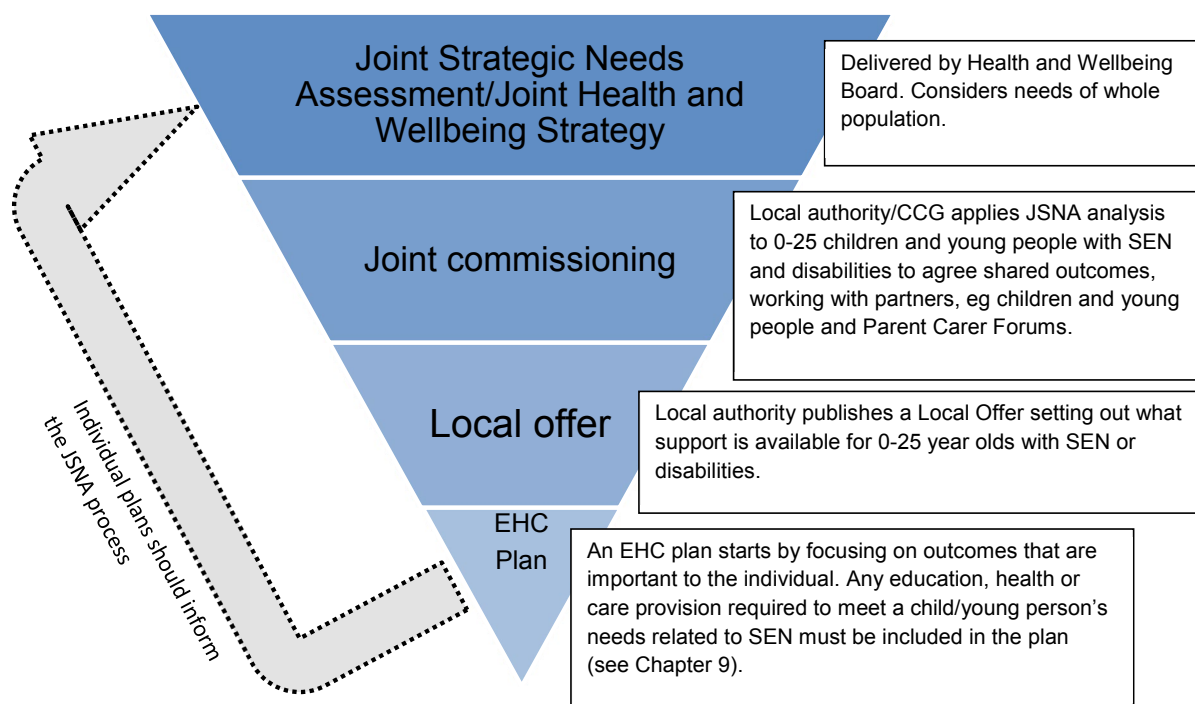 Joint Strategic Needs
Assessment/Joint Health and
Wellbeing Strategy
Delivered by Health and Wellbeing
Board. Considers needs of whole
population.
Joint commissioning
Local authority/CCG applies JSNA analysis
to 0-25 children and young people with SEN
and disabilities to agree shared outcomes,
working with partners, eg children and young
people and Parent Carer Forums.
Local offer
Local authority publishes a Local Offer setting out what
support is available for 0-25 year olds with SEN or
disabilities.
EHC
Plan
An EHC plan starts by focusing on outcomes that are
important to the individual. Any education, health or
care provision required to meet a child/young person’s
needs related to SEN must be included in the plan
(see Chapter 9).
Individual plans should inform
the JSNA process